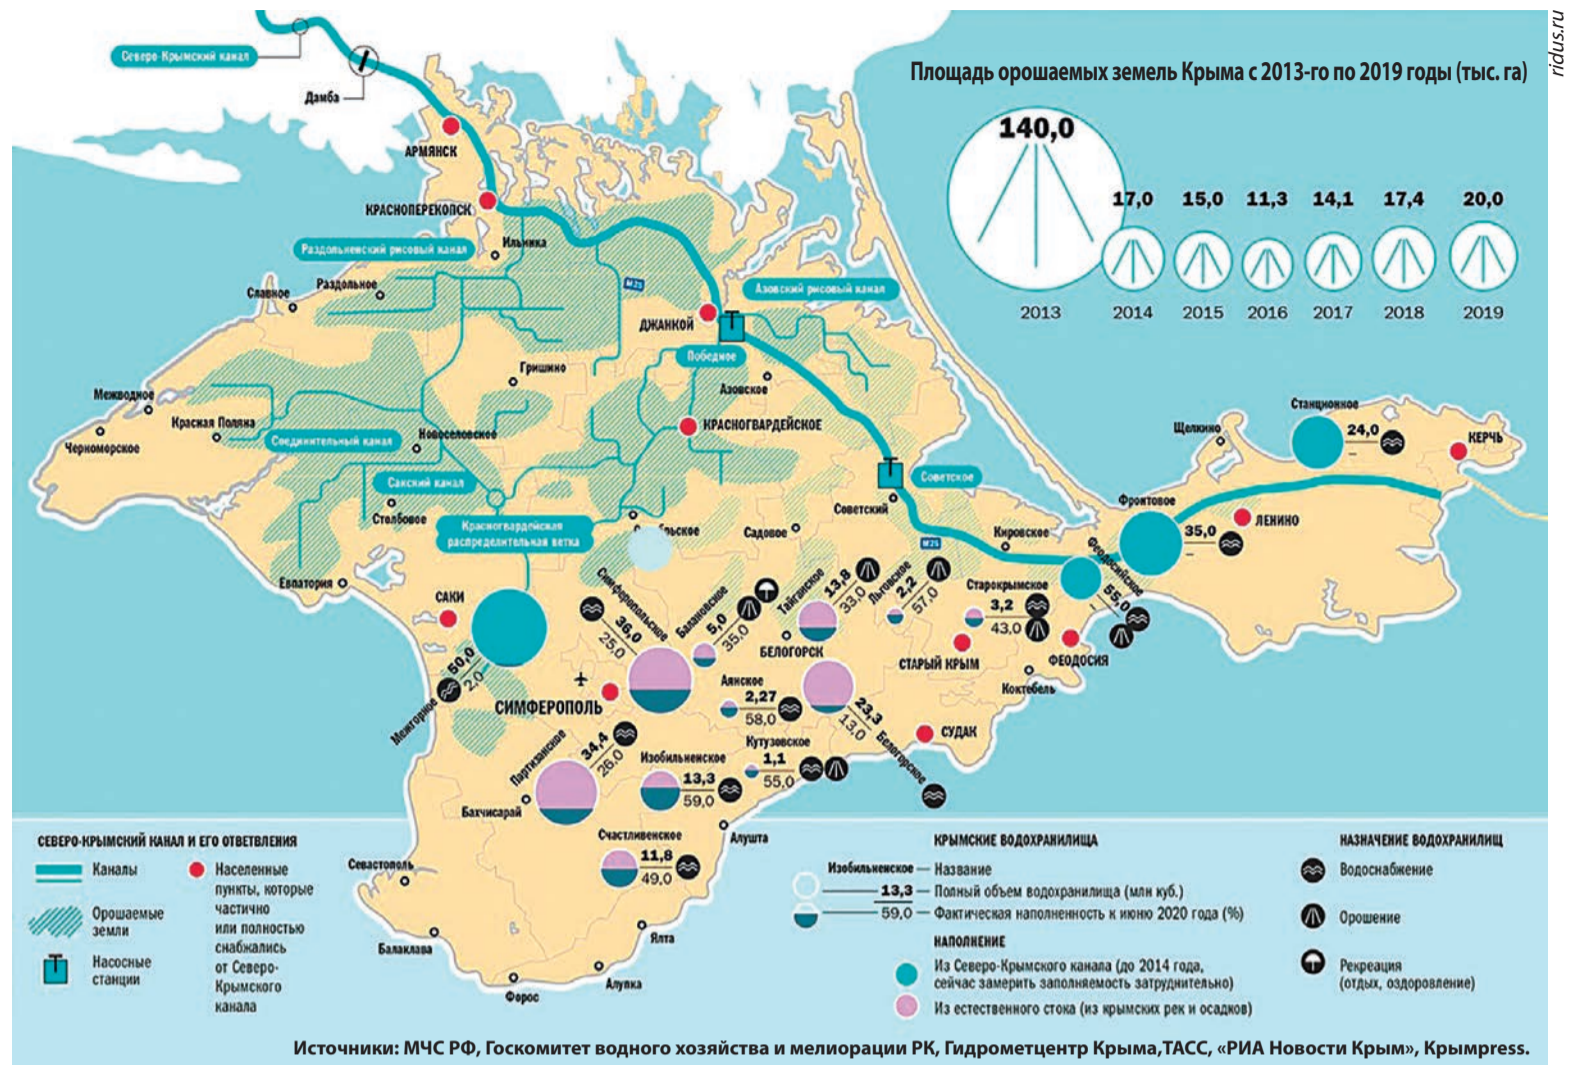 ridus.ru
Северо-Крымский канал
Дамба
Площадь орошаемых земель Крыма с 2013-го по 2019 годы (тыс. га)
140,0
17,0
15,0
11,3
14,1
17,4
20,0
2013
2014
2015
2016
2017
2018
2019
АРМЯНСК
КРАСНОПЕРЕКОПСК
Раздольненский рисовый канал
Ильинка
Раздольное
Славное
М25
Азовский рисовый канал
ДЖАНКОЙ
Победное
Гришино
Азовское
Межводное
Красная Поляна
Черноморское
Соединительный канал
Новоселовское
КРАСНОГВАРДЕЙСКОЕ
Сакский канал
Столбовое
Красногвардейская
распределительная ветка
Садовое
Советское
Советский
Кировское
М25
Щелкино
Станционное
24,0
–
КЕРЧЬ
Фронтовое
35,0
–
ЛЕНИНО
Феодосийское
55,0
–
Евпатория
САКИ
50,0
2,0
Межгорное
Симферопольское
36,0
25,0
Балановское
5,0
35,0
Тайганское
13,8
33,0
Льговское
2,2
57,0
Старокрымское
3,2
43,0
БЕЛОГОРСК
СТАРЫЙ КРЫМ
ФЕОДОСИЯ
Коктебель
СИМФЕРОПОЛЬ
Аянское
2,27
58,0
23,3
13,0
Белогорское
СУДАК
Партизанское
34,4
26,0
Бахчисарай
Изобильненское
13,3
59,0
Кутузовское
1,1
55,0
Счастливенское
11,8
49,0
Алушта
Севастополь
Балаклава
Форос
Алупка
Ялта
СЕВЕРО-КРЫМСКИЙ КАНАЛ И ЕГО ОТВЕТВЛЕНИЯ
Каналы
Орошаемые
земли
Насосные
станции
Населенные
пункты, которые
частично
или полностью
снабжались
от Северо-
Крымского
канала
КРЫМСКИЕ ВОДОХРАНИЛИЩА
Изобильненское — Название
13,3 — Полный объем водохранилища (млн куб.)
59,0 — Фактическая наполненность к июню 2020 года (%)
НАПОЛНЕНИЕ
Из Северо-Крымского канала (до 2014 года,
сейчас замерить заполняемость затруднительно)
Из естественного стока (из крымских рек и осадков)
НАЗНАЧЕНИЕ ВОДОХРАНИЛИЩ
Водоснабжение
Орошение
Рекреация
(отдых, оздоровление)
Источники: МЧС РФ, Госкомитет водного хозяйства и мелиорации РК, Гидрометцентр Крыма,ТАСС, «РИА Новости Крым», Крымpress.